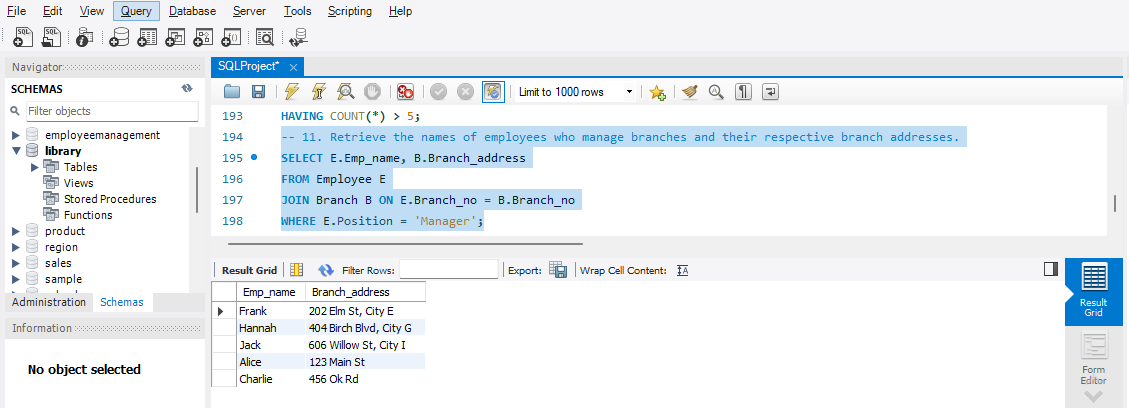 File Edit View Query Database Server Tools Scripting Help
Navigator
SCHEMAS
Filter objects
employeemanagement
library
Tables
Views
Stored Procedures
Functions
product
region
sales
sample
Administration Schemas
Information
No object selected
SQLProject*
Limit to 1000 rows
193 HAVING COUNT(*) > 5;
194 -- 11. Retrieve the names of employees who manage branches and their respective branch addresses.
195 SELECT E.Emp_name, B.Branch_address
196 FROM Employee E
197 JOIN Branch B ON E.Branch_no = B.Branch_no
198 WHERE E.Position = 'Manager';
Result Grid Filter Rows: Export: Wrap Cell Content:
Emp_name Branch_address
Frank 202 Elm St, City E
Hannah 404 Birch Blvd, City G
Jack 606 Willow St, City I
Alice 123 Main St
Charlie 456 Ok Rd
Result
Grid
Form
Editor